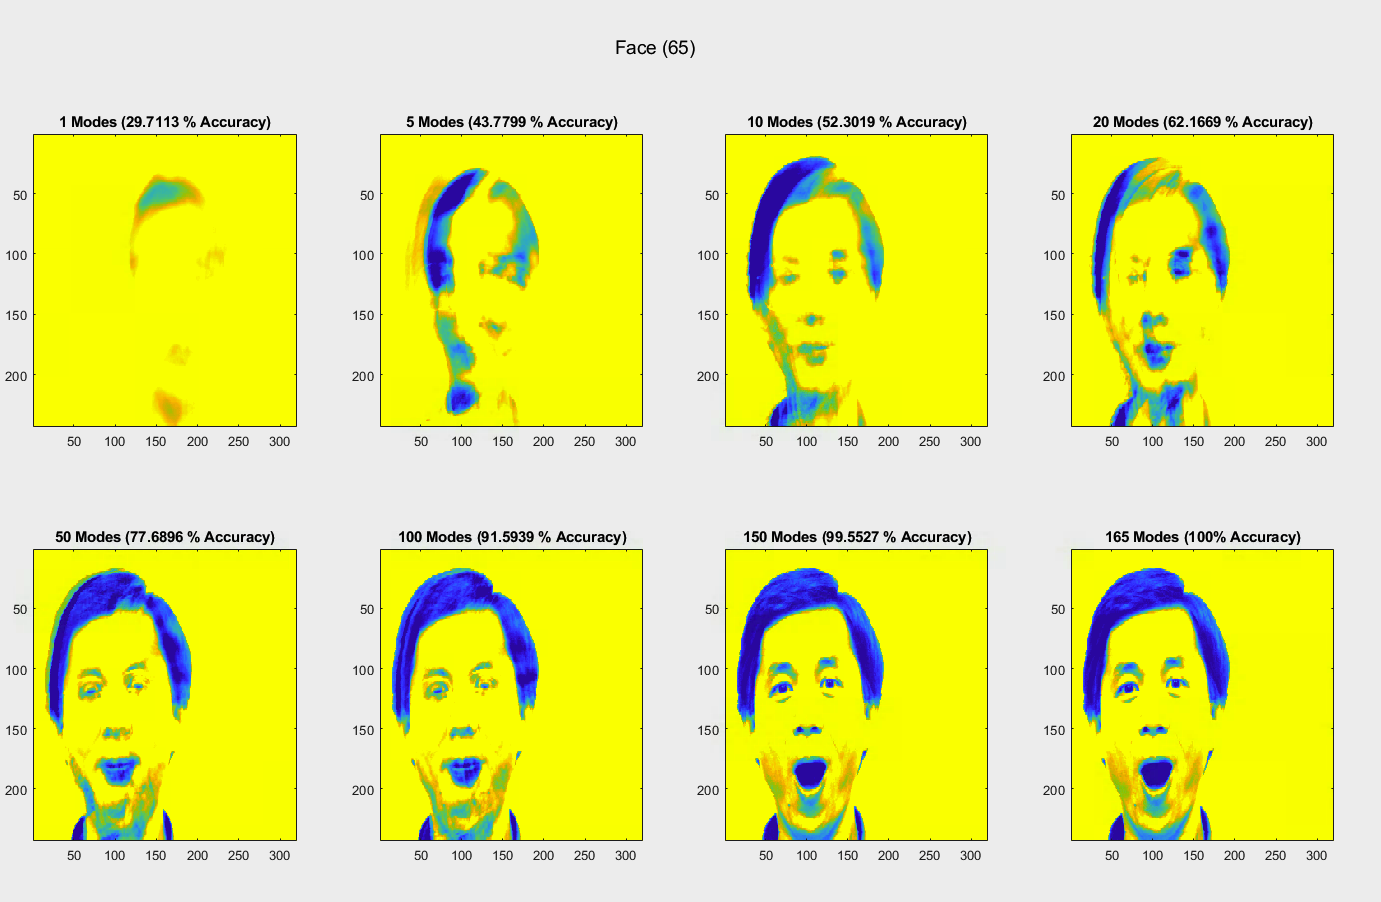 Face (65)
1 Modes (29.7113 % Accuracy)
5 Modes (43.7799 % Accuracy)
10 Modes (52.3019 % Accuracy)
20 Modes (62.1669 % Accuracy)
50
100
150
200
50 100 150 200 250 300
50
100
150
200
50 100 150 200 250 300
50
100
150
200
50 100 150 200 250 300
50
100
150
200
50 100 150 200 250 300
50 Modes (77.6896 % Accuracy)
100 Modes (91.5939 % Accuracy)
150 Modes (99.5527 % Accuracy)
165 Modes (100% Accuracy)
50
100
150
200
50 100 150 200 250 300
50
100
150
200
50 100 150 200 250 300
50
100
150
200
50 100 150 200 250 300
50
100
150
200
50 100 150 200 250 300